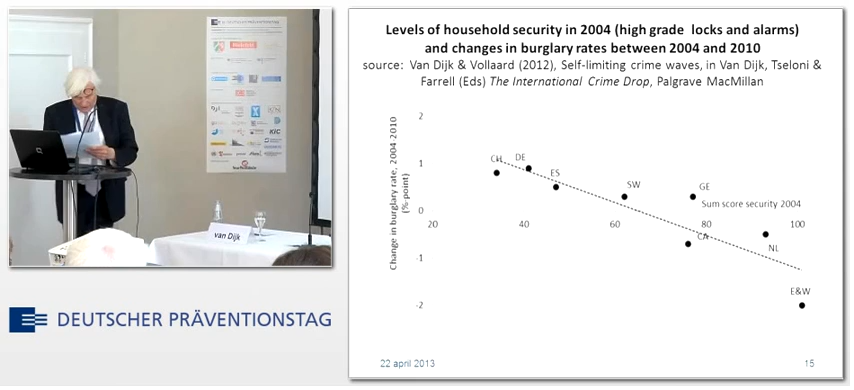 van Dijk
DEUTSCHER PRÄVENTIONSTAG
Levels of household security in 2004 (high grade locks and alarms)
and changes in burglary rates between 2004 and 2010
source: Van Dijk & Vollaard (2012), Self-limiting crime waves, in Van Dijk, Tseloni &
Farrell (Eds) The International Crime Drop, Palgrave MacMillan
Change in burglary rate, 2004-2010
(%-point)
2
1
0
-1
-2
20
40
60
80
100
CH
DE
ES
SW
GE
Sum score security 2004
CA
NL
E&W
22 april 2013
15